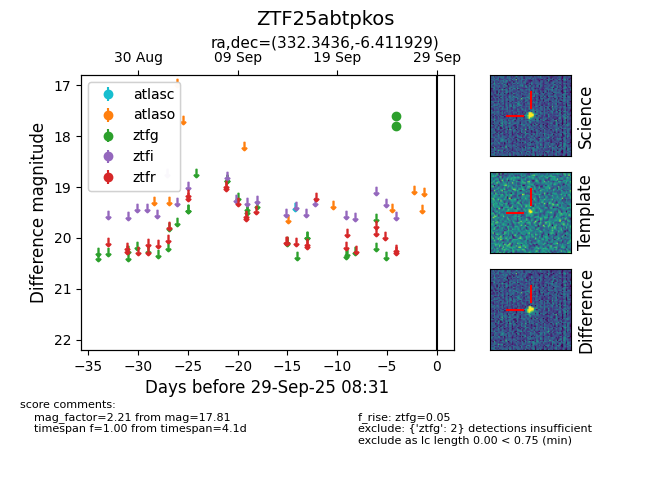 ZTF25abtpkos
ra,dec=(332.3436,-6.411929)
30 Aug
09 Sep
19 Sep
29 Sep
17
18
19
20
21
22
Difference magnitude
atlasc
atlaso
ztfg
ztfi
ztfr
−35
−30
−25
−20
−15
−10
−5
0
Days before 29-Sep-25 08:31
Science
Template
Difference
score comments:
mag_factor=2.21 from mag=17.81
timespan f=1.00 from timespan=4.1d
f_rise: ztfg=0.05
exclude: {'ztfg': 2} detections insufficient
exclude as lc length 0.00 < 0.75 (min)